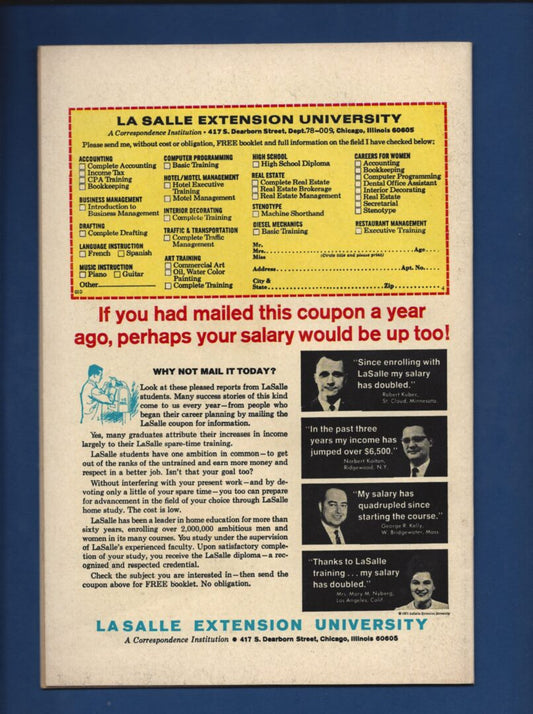 LA SALLE EXTENSION UNIVERSITY
A Correspondence Institution • 417 S. Dearborn Street, Dept. 78-009, Chicago, Illinois 60605
Please send me, without cost or obligation, FREE booklet and full information on the field I have checked below:
ACCOUNTING
Complete Accounting
Income Tax
CPA Training
Bookkeeping
BUSINESS MANAGEMENT
Introduction to
Business Management
DRAFTING
Complete Drafting
LANGUAGE INSTRUCTION
French Spanish
MUSIC INSTRUCTION
Piano Guitar
Other
COMPUTER PROGRAMMING
Basic Training
HOTEL/MOTEL MANAGEMENT
Hotel Executive
Training
Motel Management
INTERIOR DECORATING
Complete Training
TRAFFIC & TRANSPORTATION
Complete Traffic
Management
ART TRAINING
Commercial Art
Oil, Water Color
Painting
Complete Training
HIGH SCHOOL
High School Diploma
REAL ESTATE
Complete Real Estate
Real Estate Brokerage
Real Estate Management
STENOTYPE
Machine Shorthand
DIESEL MECHANICS
Basic Training
CAREERS FOR WOMEN
Accounting
Bookkeeping
Computer Programming
Dental Office Assistant
Interior Decorating
Real Estate
Secretarial
Stenotype
RESTAURANT MANAGEMENT
Executive Training
Mr.
Mrs. Age
Miss (Circle title and please print)
Address Apt. No.
City &
State Zip
If you had mailed this coupon a year
ago, perhaps your salary would be up too!
WHY NOT MAIL IT TODAY?
Look at these pleased reports from LaSalle
students. Many success stories of this kind
come to us every year—from people who
began their career planning by mailing the
LaSalle coupon for information.
Yes, many graduates attribute their increases in income
largely to their LaSalle spare-time training.
LaSalle students have one ambition in common—to get
out of the ranks of the untrained and earn more money and
respect in a better job. Isn't that your goal too?
Without interfering with your present work—and by de-
voting only a little of your spare time—you too can prepare
for advancement in the field of your choice through LaSalle
home study. The cost is low.
LaSalle has been a leader in home education for more than
sixty years, enrolling over 2,000,000 ambitious men and
women in its many courses. You study under the supervision
of LaSalle's experienced faculty. Upon satisfactory comple-
tion of your study, you receive the LaSalle diploma—a rec-
ognized and respected credential.
Check the subject you are interested in—then send the
coupon above for FREE booklet. No obligation.
"Since enrolling with
LaSalle my salary
has doubled."
Robert Kuber,
St. Cloud, Minnesota.
"In the past three
years my income has
jumped over $6,500."
Norbert Kaitan,
Ridgewood, N.Y.
"My salary has
quadrupled since
starting the course."
George R. Kelly,
W. Bridgewater, Mass.
"Thanks to LaSalle
training . . . my salary
has doubled."
Mrs. Mary M. Nyberg,
Los Angeles, Calif.
LASALLE EXTENSION UNIVERSITY
A Correspondence Institution • 417 S. Dearborn Street, Chicago, Illinois 60605